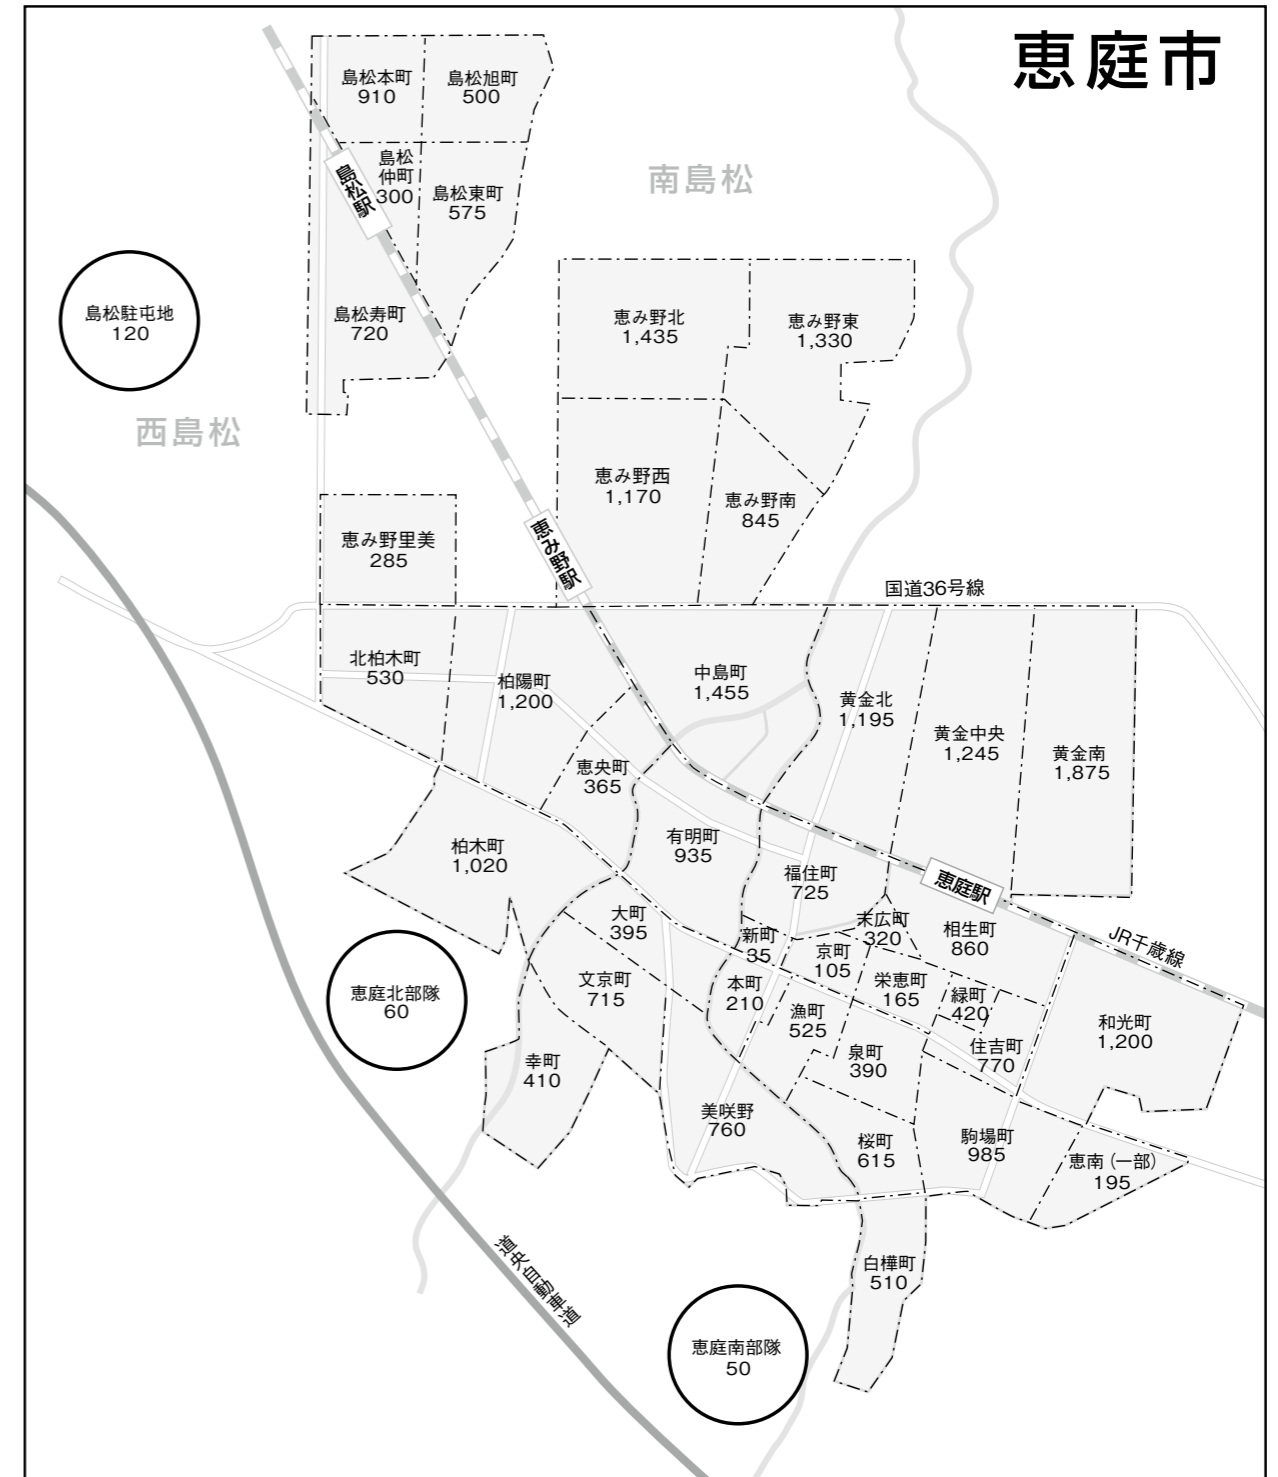 恵庭市
島松本町
910
島松旭町
500
島松
仲町
300
島松東町
575
島松駅
南島松
島松駐屯地
120
島松寿町
720
恵み野北
1,435
恵み野東
1,330
西島松
恵み野西
1,170
恵み野南
845
恵み野里美
285
恵み野駅
国道36号線
北柏木町
530
柏陽町
1,200
中島町
1,455
黄金北
1,195
黄金中央
1,245
黄金南
1,875
恵央町
365
柏木町
1,020
有明町
935
福住町
725
恵庭駅
大町
395
新町
35
末広町
320
相生町
860
JR千歳線
京町
105
文京町
715
本町
210
栄恵町
165
緑町
420
恵庭北部隊
60
漁町
525
和光町
1,200
住吉町
770
泉町
390
幸町
410
美咲野
760
桜町
615
駒場町
985
恵南(一部)
195
道央自動車道
白樺町
510
恵庭南部隊
50